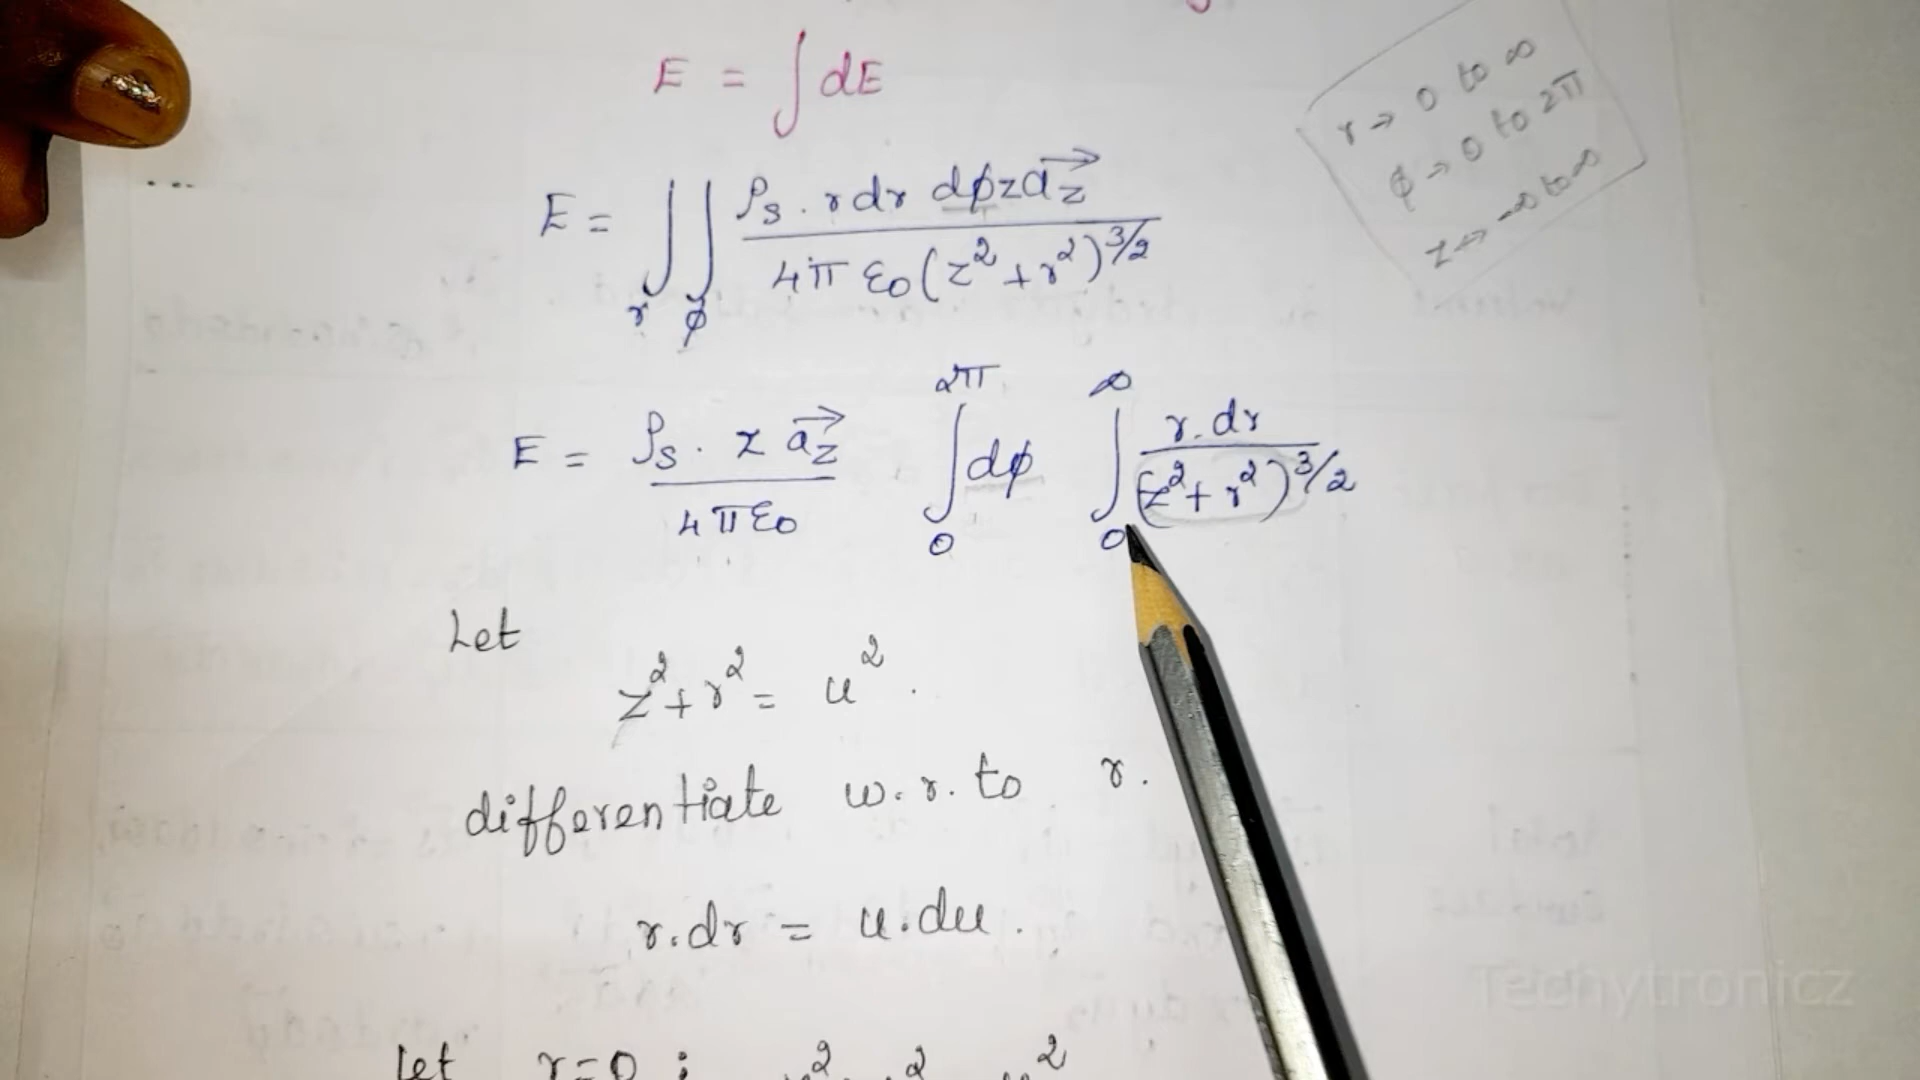 E = ∫ dE
r → 0 to ∞
ϕ → 0 to 2π
z → -∞ to ∞
E = ∫∫ ρs . r dr dϕ z az→ / 4π ε0 (z² + r²)^3/2
r ϕ
E = ρs . z az→ / 4π ε0 ∫ 0 2π dϕ ∫ 0 ∞ r. dr / (z² + r²)^3/2
Let
z² + r² = u² .
differentiate w.r.to r.
r.dr = u.du .
Let r=0 ;
Techytronicz